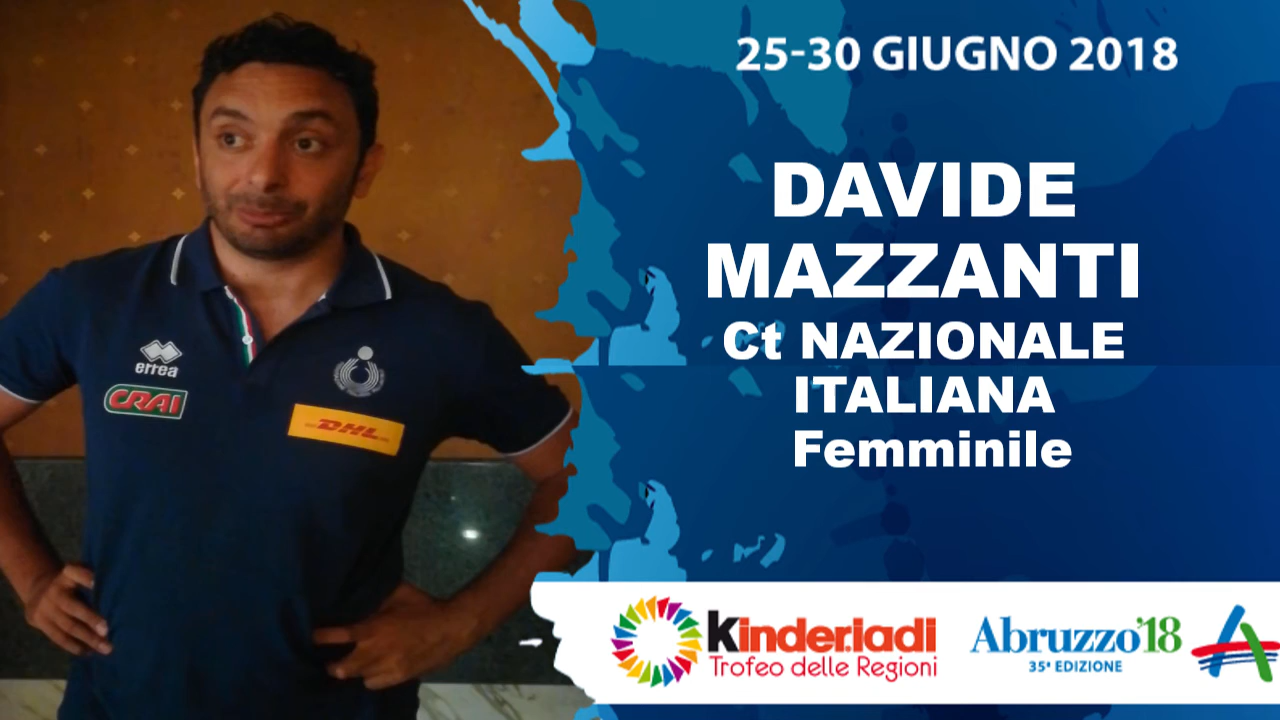 25-30 GIUGNO 2018
DAVIDE
MAZZANTI
Ct NAZIONALE
ITALIANA
Femminile
errea
CRAI
DHL
Kinderiadi
Trofeo delle Regioni
Abruzzo'18
35ª EDIZIONE